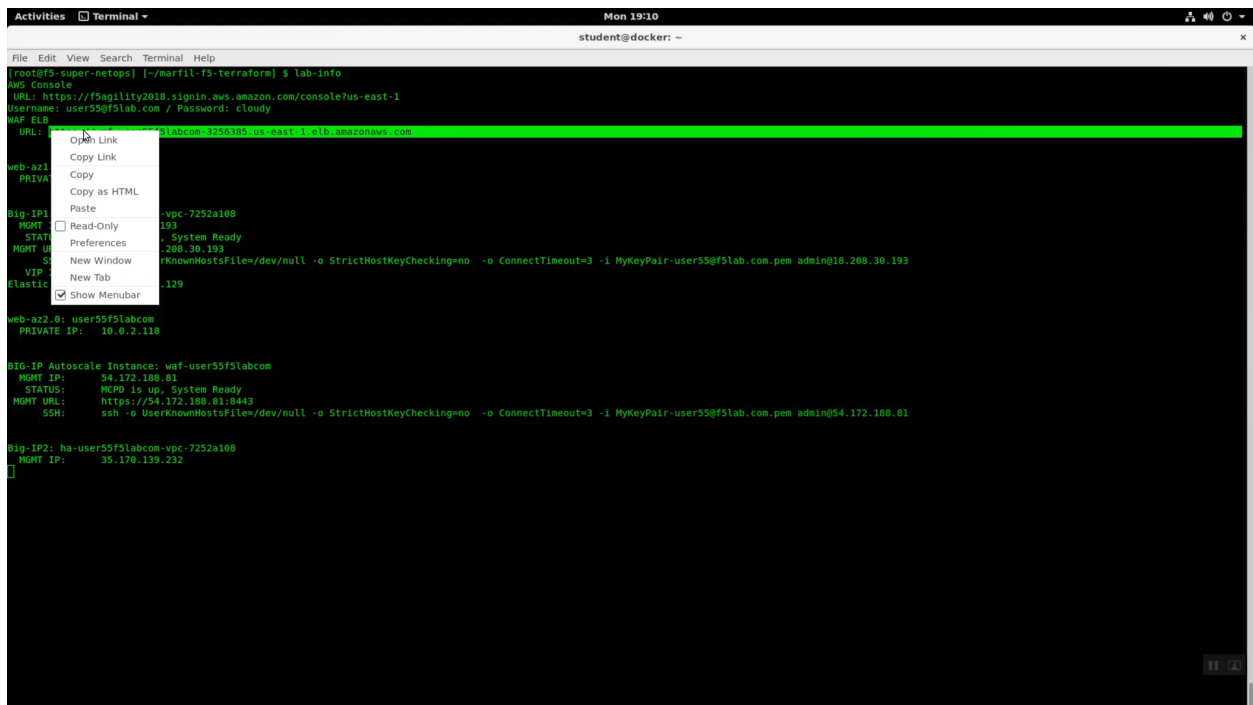 Activities Terminal Mon 19:10
student@docker: ~ ×
File Edit View Search Terminal Help
[root@f5-super-netops] [~/marfil-f5-terraform] $ lab-info
AWS Console
URL: https://f5agility2018.signin.aws.amazon.com/console?us-east-1
Username: user55@f5lab.com / Password: cloudy
WAF ELB
URL: f5labcom-3256385.us-east-1.elb.amazonaws.com
Open Link
Copy Link
web-az1
Copy
PRIVAT
Copy as HTML
Paste
Big-IP1 -vpc-7252a108
MGMT 193
Read-Only
STATU , System Ready
Preferences
MGMT UR .208.30.193
New Window
SS rKnownHostsFile=/dev/null -o StrictHostKeyChecking=no -o ConnectTimeout=3 -i MyKeyPair-user55@f5lab.com.pem admin@18.208.30.193
VIP
New Tab
Elastic .129
Show Menubar
web-az2.0: user55f5labcom
PRIVATE IP: 10.0.2.118
BIG-IP Autoscale Instance: waf-user55f5labcom
MGMT IP: 54.172.188.81
STATUS: MCPD is up, System Ready
MGMT URL: https://54.172.188.81:8443
SSH: ssh -o UserKnownHostsFile=/dev/null -o StrictHostKeyChecking=no -o ConnectTimeout=3 -i MyKeyPair-user55@f5lab.com.pem admin@54.172.188.81
Big-IP2: ha-user55f5labcom-vpc-7252a108
MGMT IP: 35.170.139.232